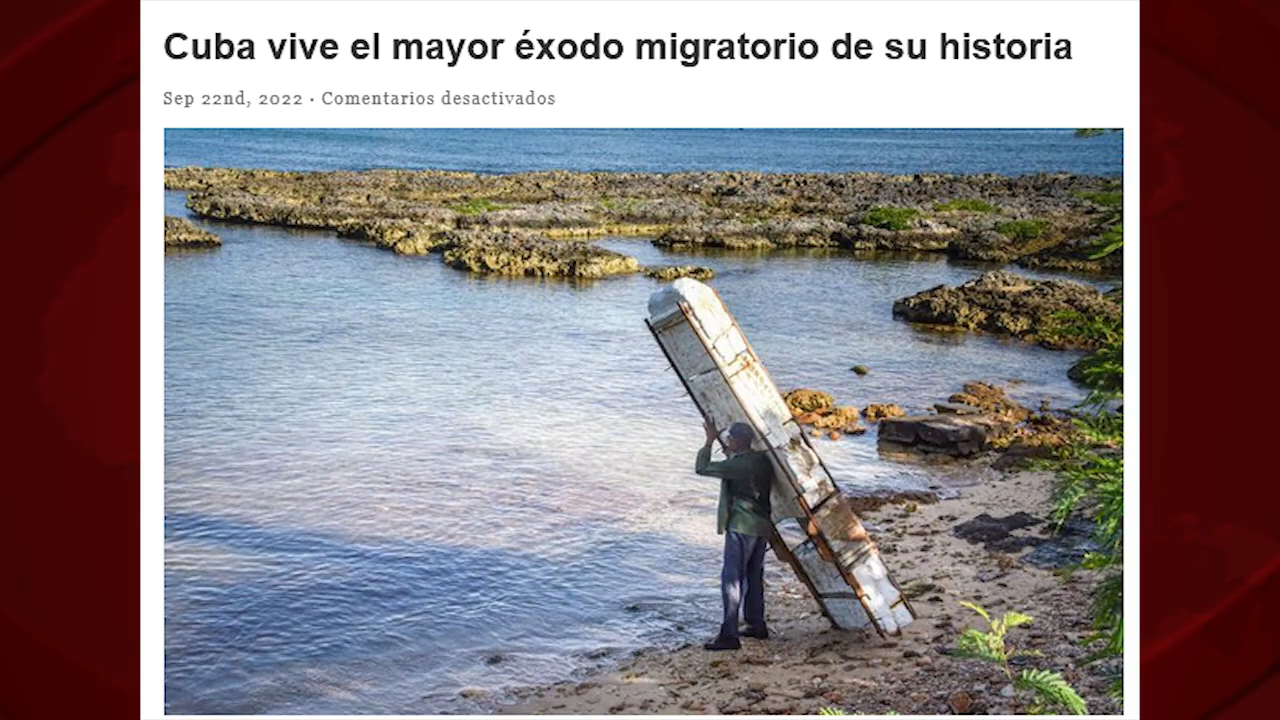 Cuba vive el mayor éxodo migratorio de su historia
Sep 22nd, 2022 · Comentarios desactivados